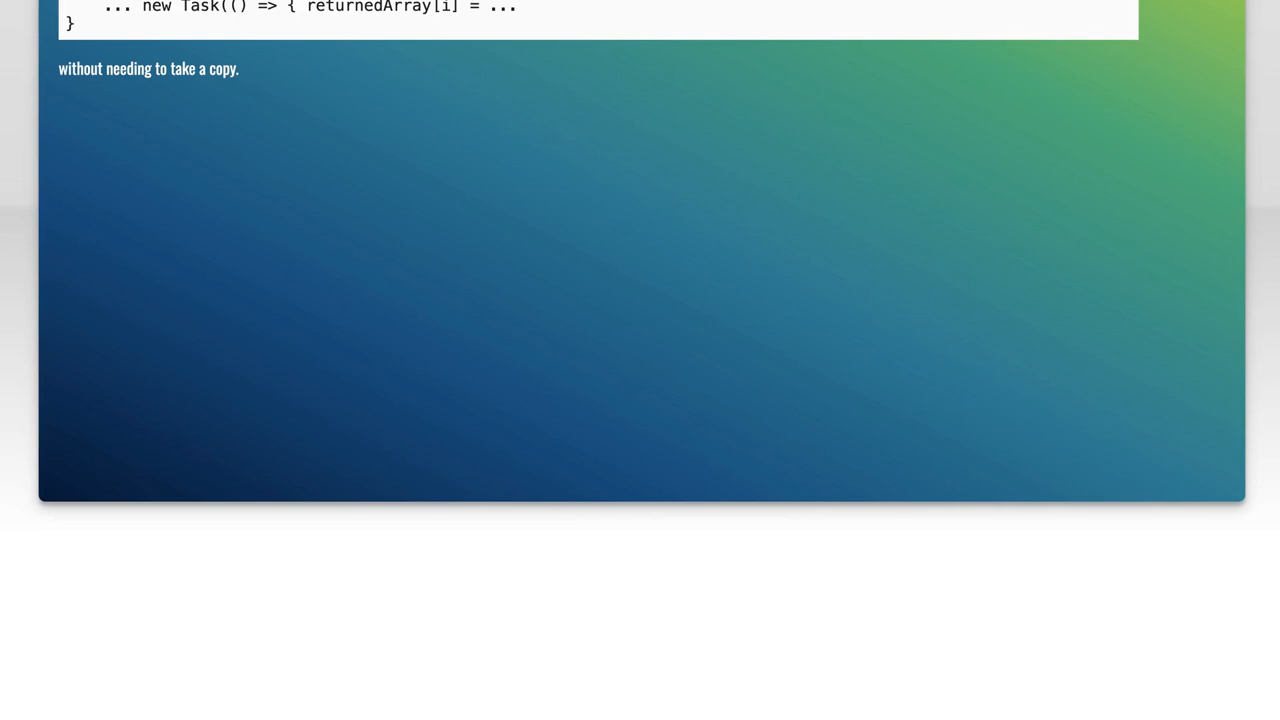 ... new Task(() => { returnedArray[i] = ...
}
without needing to take a copy.